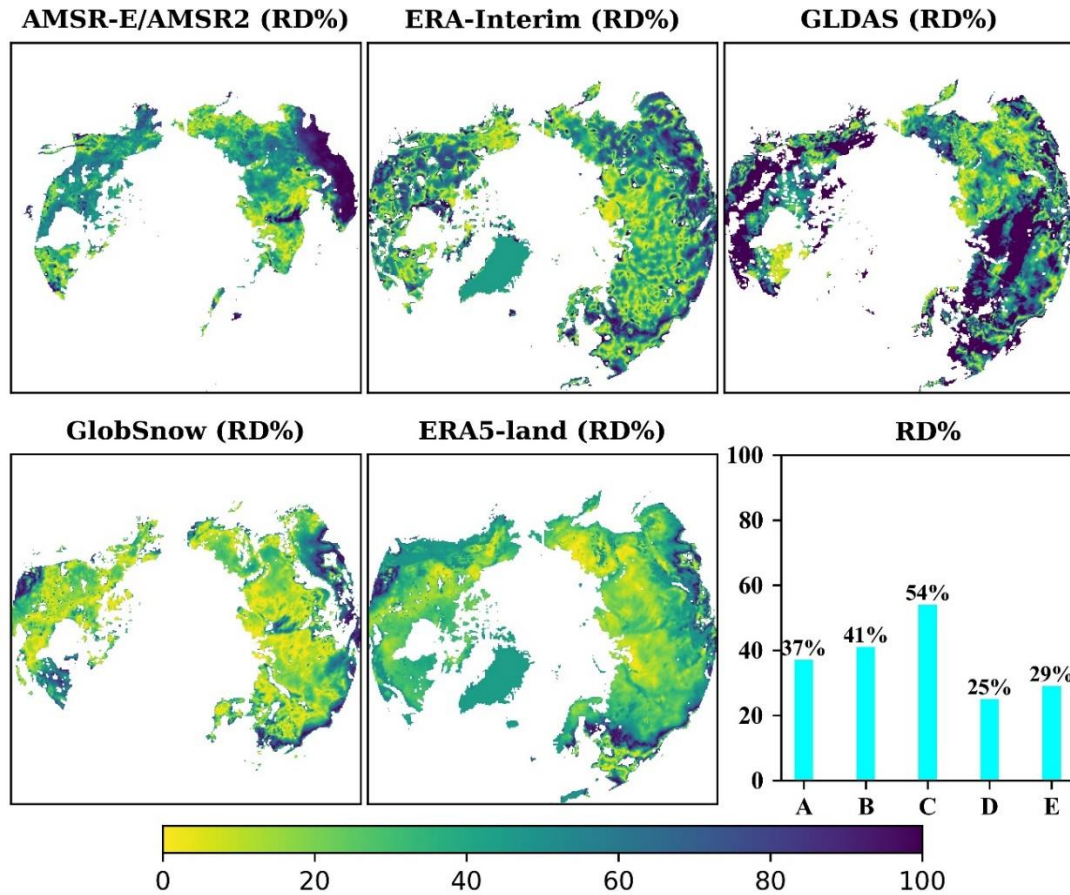 AMSR-E/AMSR2 (RD%)
ERA-Interim (RD%)
GLDAS (RD%)
GlobSnow (RD%)
ERA5-land (RD%)
RD%
100
80
60
40
20
0
37%
41%
54%
25%
29%
A B C D E
0 20 40 60 80 100